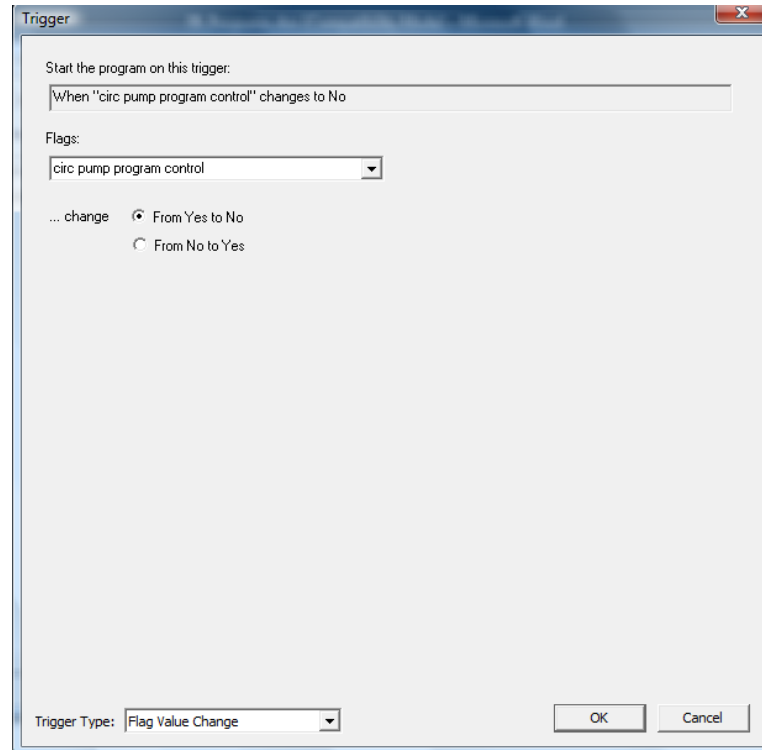 Trigger
Start the program on this trigger:
When "circ pump program control" changes to No
Flags:
circ pump program control
... change From Yes to No
From No to Yes
Trigger Type: Flag Value Change OK Cancel